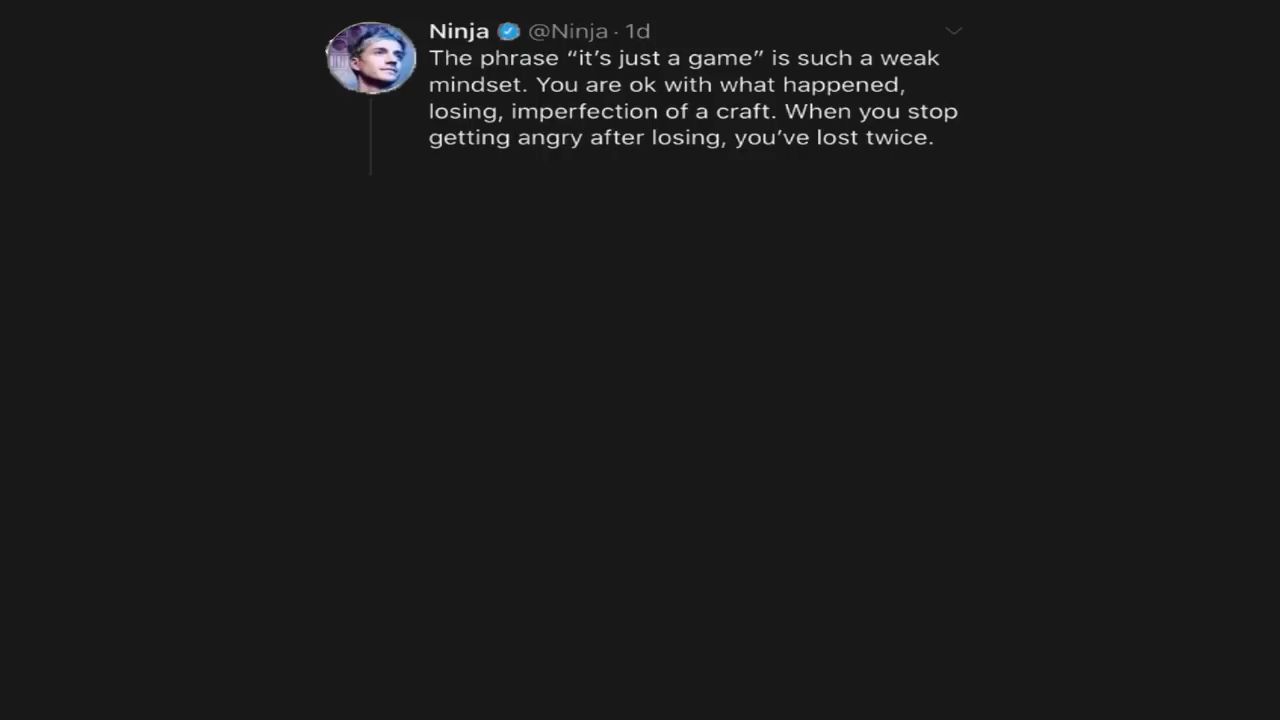 Ninja @Ninja · 1d
The phrase “it’s just a game” is such a weak
mindset. You are ok with what happened,
losing, imperfection of a craft. When you stop
getting angry after losing, you’ve lost twice.